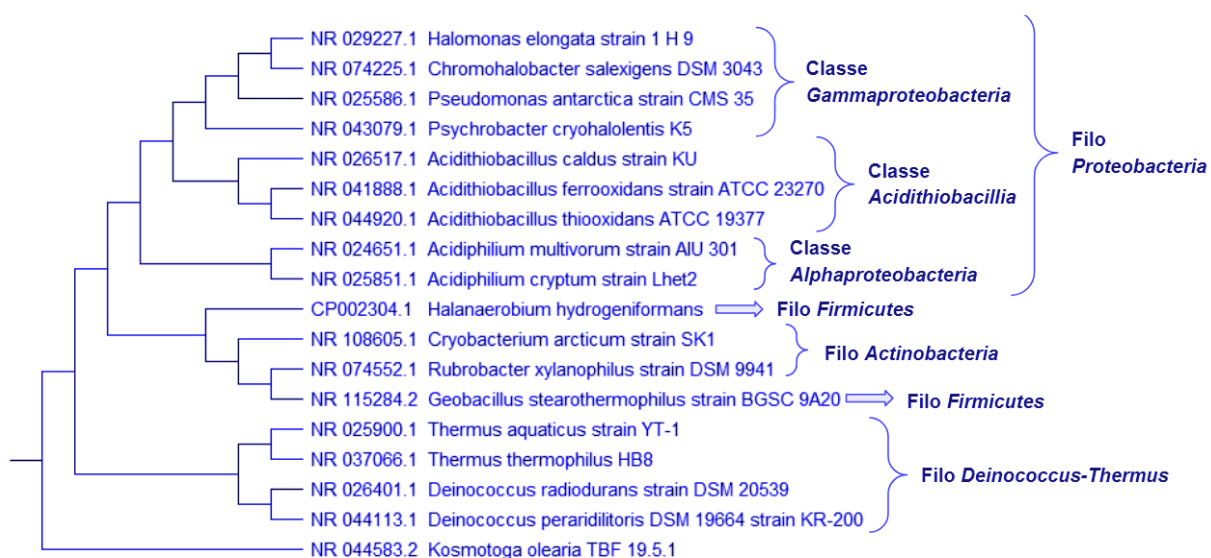 NR 029227.1 Halomonas elongata strain 1 H 9
NR 074225.1 Chromohalobacter salexigens DSM 3043
NR 025586.1 Pseudomonas antarctica strain CMS 35
NR 043079.1 Psychrobacter cryohalolentis K5
Classe
Gammaproteobacteria
NR 026517.1 Acidithiobacillus caldus strain KU
NR 041888.1 Acidithiobacillus ferrooxidans strain ATCC 23270
NR 044920.1 Acidithiobacillus thiooxidans ATCC 19377
Classe
Acidithiobacillia
Filo
Proteobacteria
NR 024651.1 Acidiphilium multivorum strain AIU 301
NR 025851.1 Acidiphilium cryptum strain Lhet2
Classe
Alphaproteobacteria
CP002304.1 Halanaerobium hydrogeniformans
Filo Firmicutes
NR 108605.1 Cryobacterium arcticum strain SK1
NR 074552.1 Rubrobacter xylanophilus strain DSM 9941
Filo Actinobacteria
NR 115284.2 Geobacillus stearothermophilus strain BGSC 9A20
Filo Firmicutes
NR 025900.1 Thermus aquaticus strain YT-1
NR 037066.1 Thermus thermophilus HB8
NR 026401.1 Deinococcus radiodurans strain DSM 20539
NR 044113.1 Deinococcus peraridilitoris DSM 19664 strain KR-200
Filo Deinococcus-Thermus
NR 044583.2 Kosmotoga olearia TBF 19.5.1